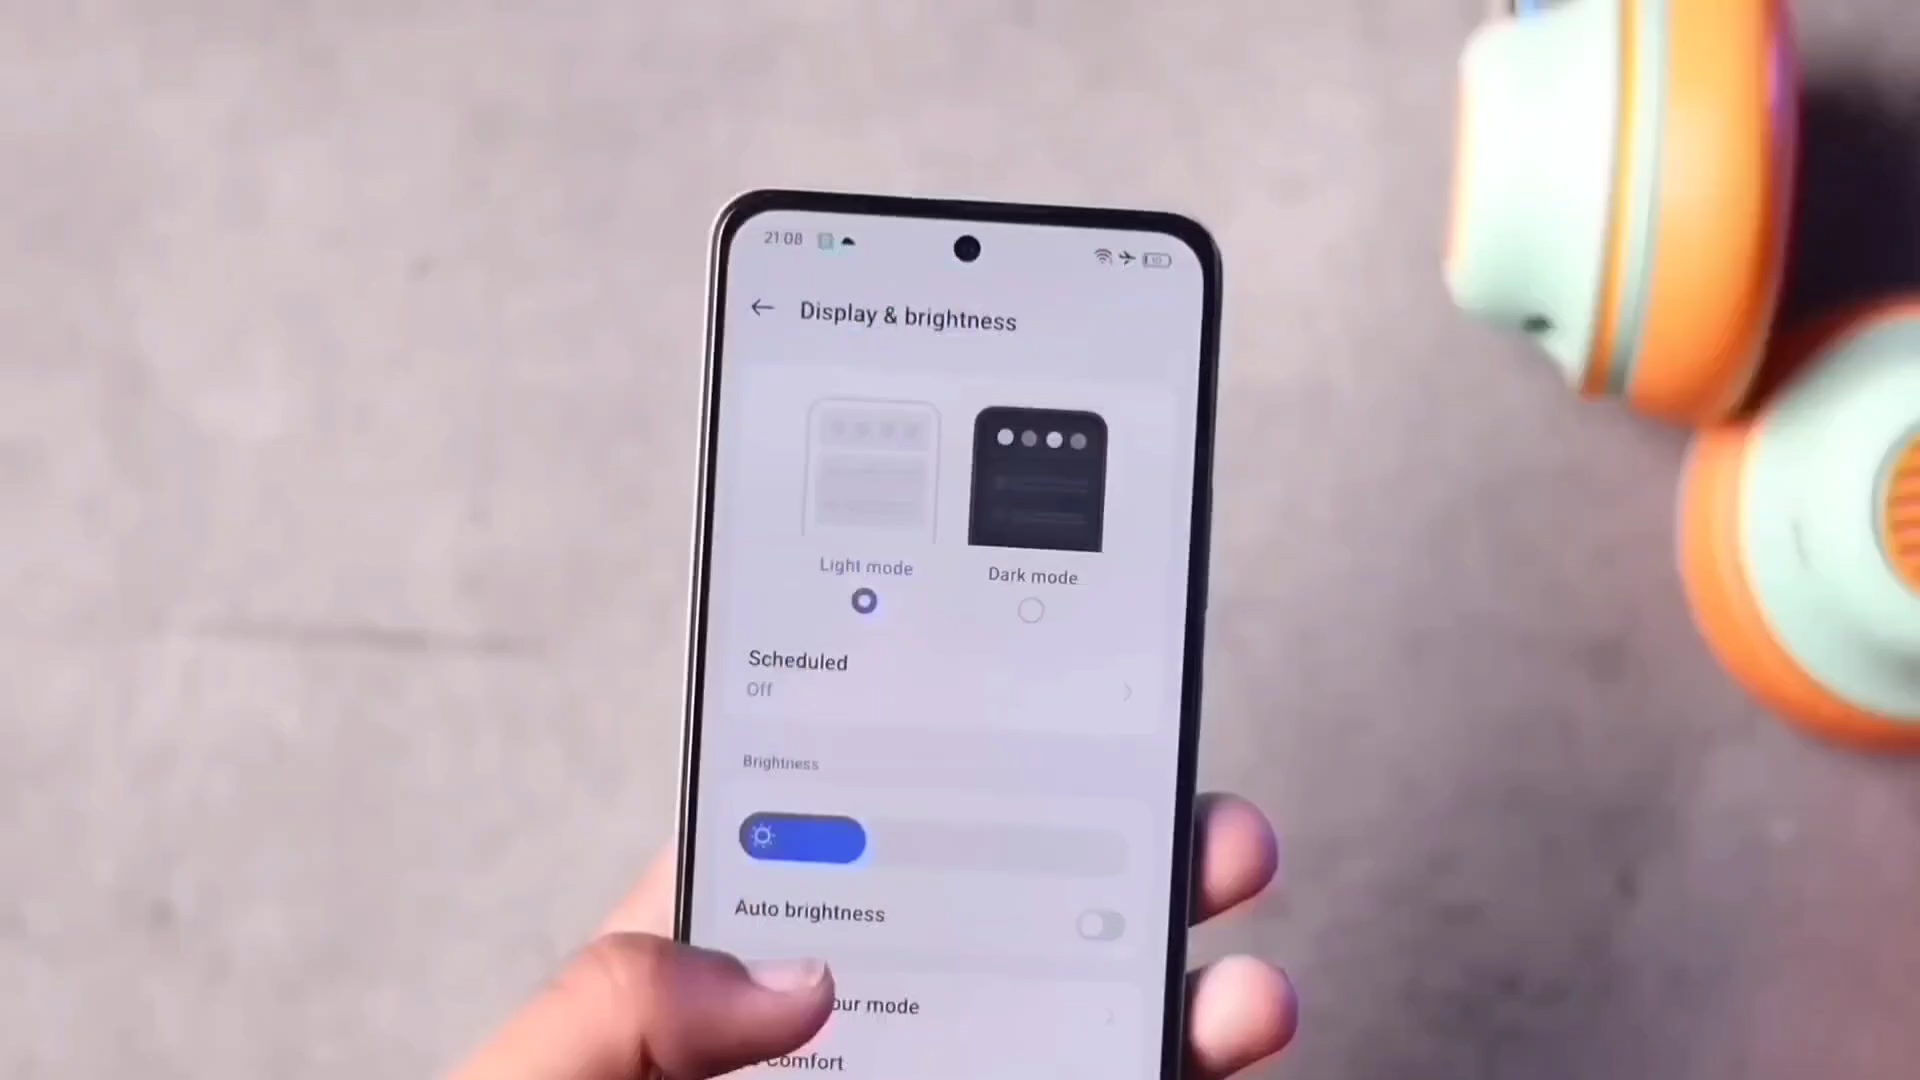 21:08
Display & brightness
Light mode
Dark mode
Scheduled
Off
Brightness
Auto brightness
our mode
Comfort